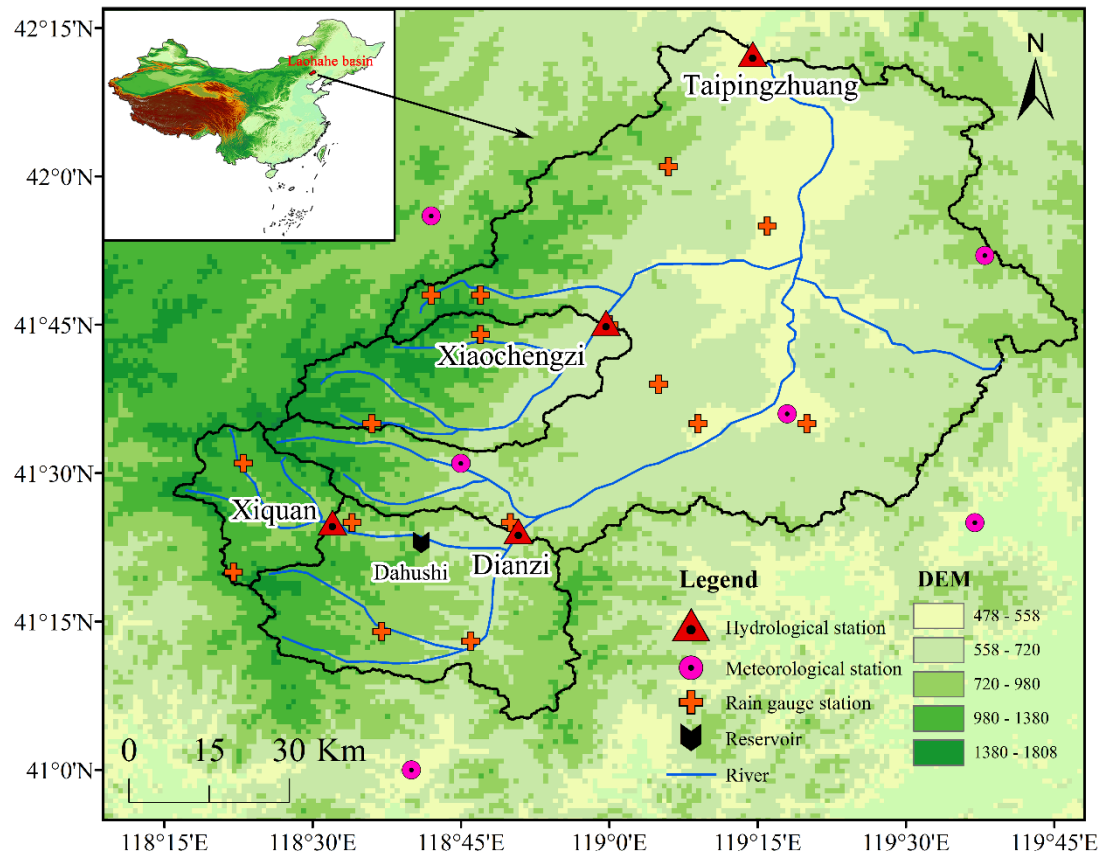 42°15'N
42°0'N
41°45'N
41°30'N
41°15'N
41°0'N
Laohahe basin
N
Taipingzhuang
Xiaochengzi
Xiquan
Dahushi
Dianzi
Legend
Hydrological station
Meteorological station
Rain gauge station
Reservoir
River
DEM
478 - 558
558 - 720
720 - 980
980 - 1380
1380 - 1808
0 15 30 Km
118°15'E 118°30'E 118°45'E 119°0'E 119°15'E 119°30'E 119°45'E